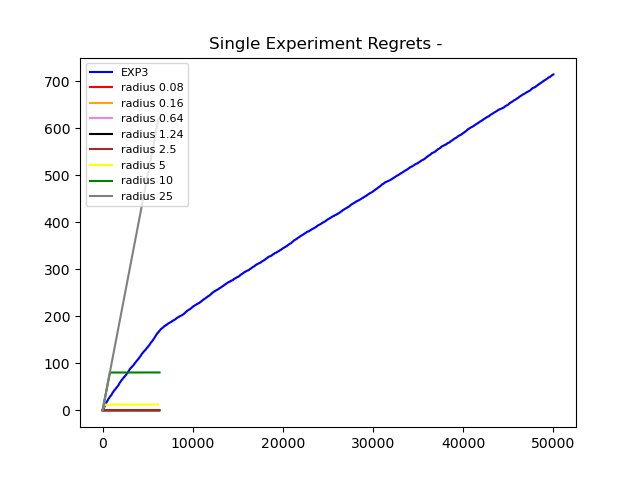 Single Experiment Regrets -
EXP3
radius 0.08
radius 0.16
radius 0.64
radius 1.24
radius 2.5
radius 5
radius 10
radius 25
700
600
500
400
300
200
100
0
0 10000 20000 30000 40000 50000